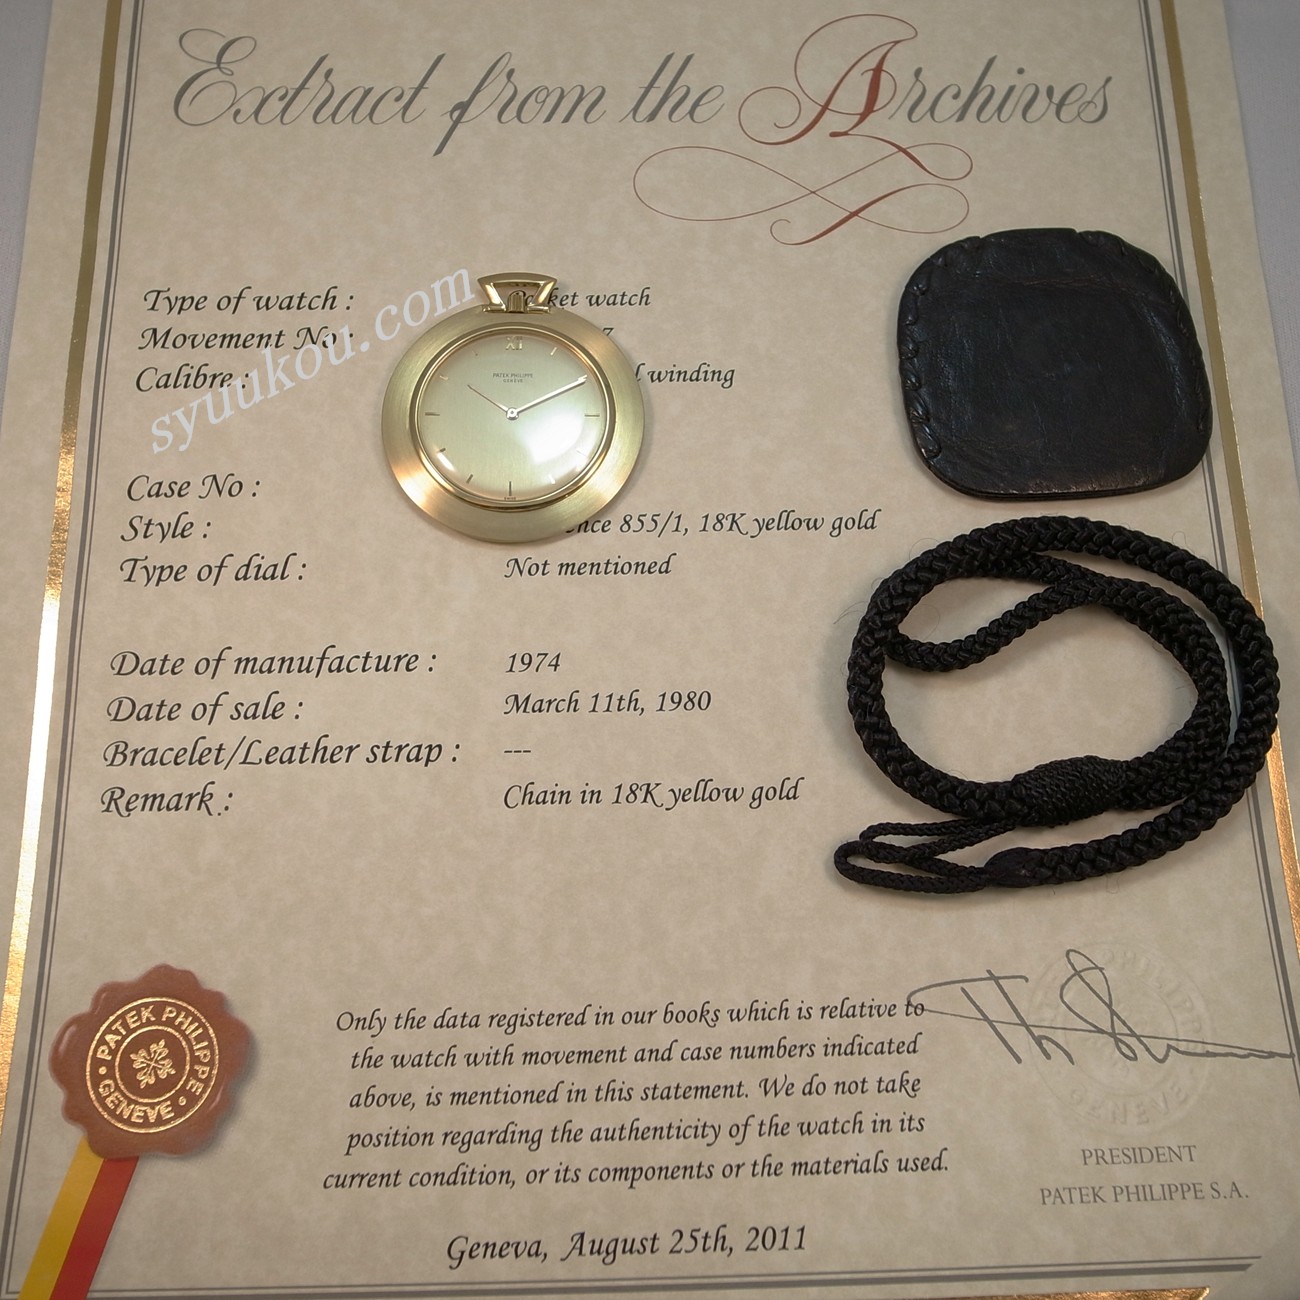 Extract from the Archives
Type of watch : Pocket watch
Movement No : 7
Calibre : winding
syuukou.com
XII
PATEK PHILIPPE
GENEVE
Case No :
Style : 855/1, 18K yellow gold
Type of dial : Not mentioned
Date of manufacture : 1974
Date of sale : March 11th, 1980
Bracelet/Leather strap : ---
Remark : Chain in 18K yellow gold
PATEK PHILIPPE
GENEVE
Only the data registered in our books which is relative to
the watch with movement and case numbers indicated
above, is mentioned in this statement. We do not take
position regarding the authenticity of the watch in its
current condition, or its components or the materials used.
PRESIDENT
PATEK PHILIPPE S.A.
Geneva, August 25th, 2011